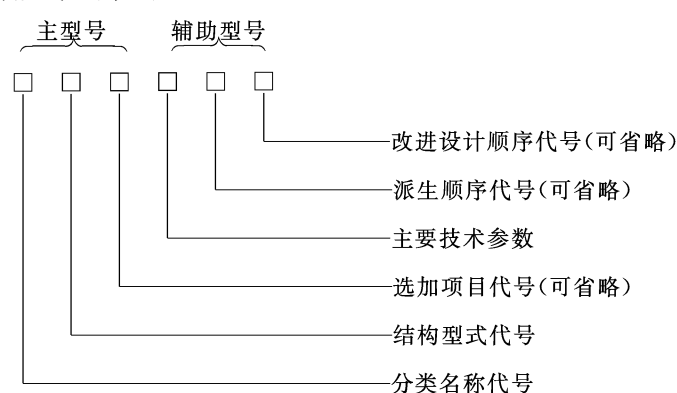 主型号 辅助型号
□ □ □ □ □ □
改进设计顺序代号(可省略)
派生顺序代号(可省略)
主要技术参数
选加项目代号(可省略)
结构型式代号
分类名称代号